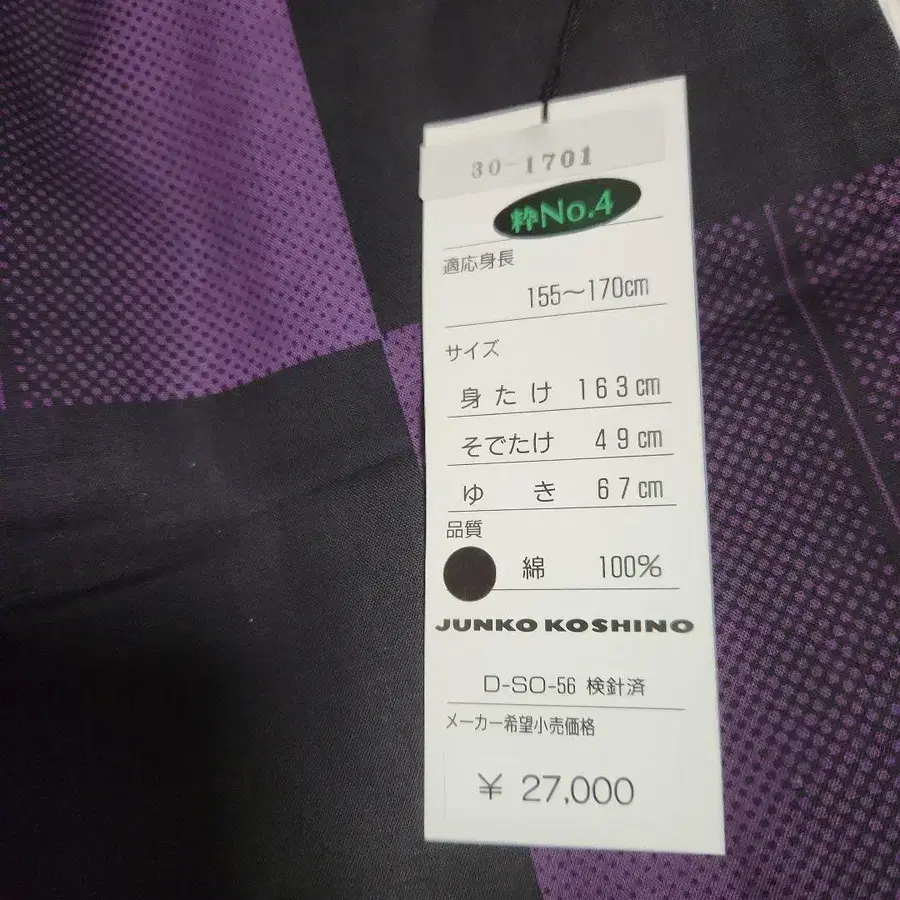 30-1701
粋No.4
適応身長
155～170cm
サイズ
身たけ 163cm
そでたけ 49cm
ゆき 67cm
品質
綿 100%
JUNKO KOSHINO
D-SO-56 検針済
メーカー希望小売価格
¥ 27,000